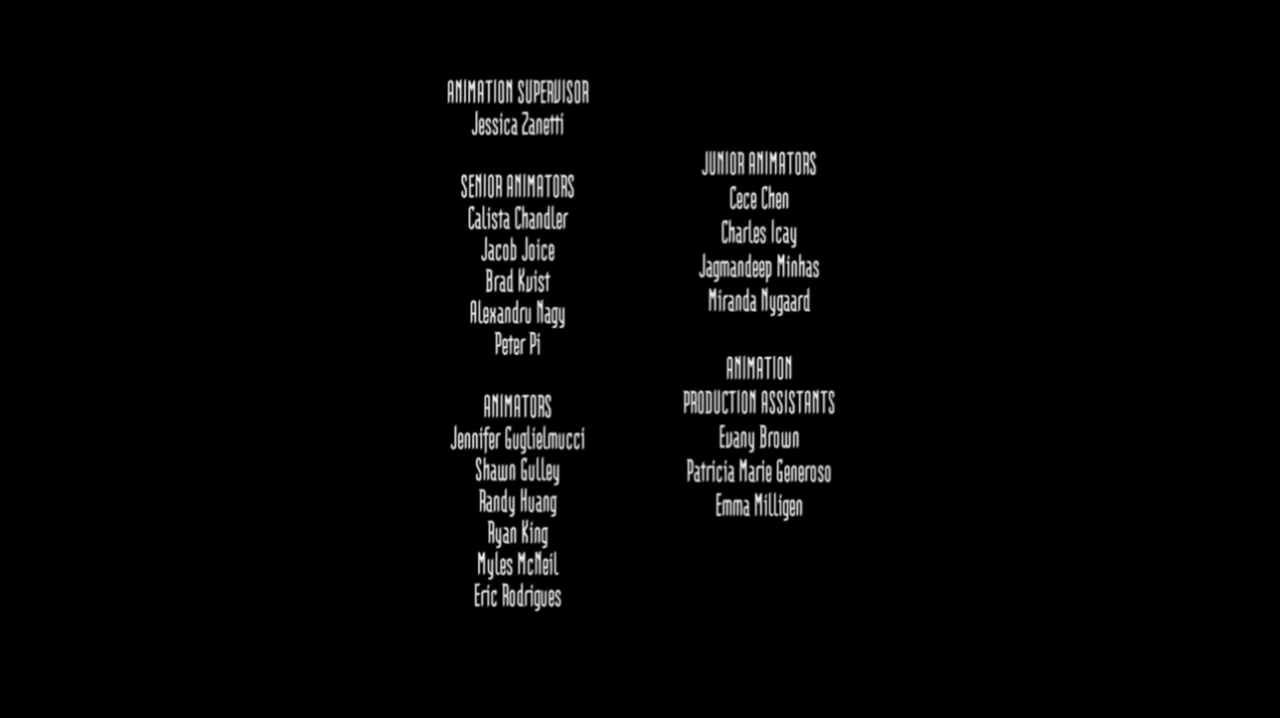 ANIMATION SUPERVISOR
Jessica Zanetti
SENIOR ANIMATORS
Calista Chandler
Jacob Joice
Brad Kvist
Alexandru Nagy
Peter Pi
ANIMATORS
Jennifer Guglielmucci
Shawn Gulley
Randy Huang
Ryan King
Myles McNeil
Eric Rodrigues
JUNIOR ANIMATORS
Cece Chen
Charles Icay
Jagmandeep Minhas
Miranda Nygaard
ANIMATION
PRODUCTION ASSISTANTS
Evany Brown
Patricia Marie Generoso
Emma Milligen